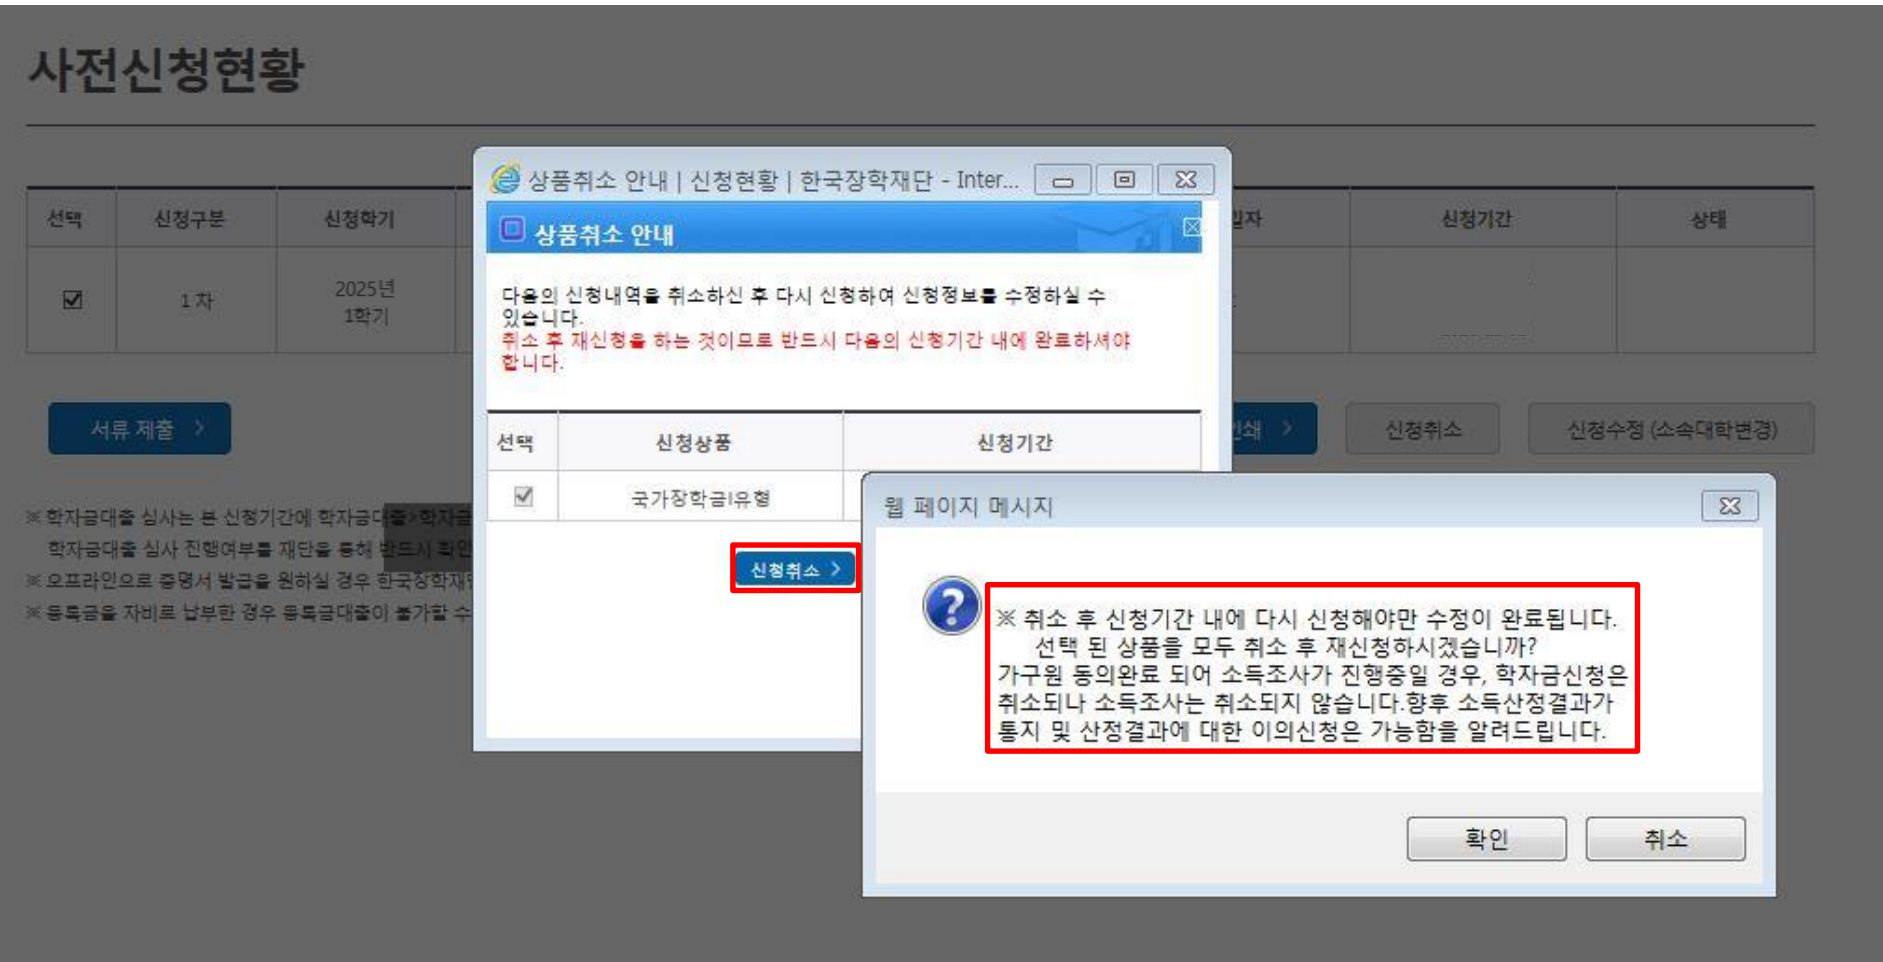 사전신청현황
선택 신청구분 신청학기 일자 신청기간 상태
1 차 2025년
1학기
서류 제출 >
인쇄 > 신청취소 신청수정 (소속대학변경)
※ 학자금대출 심사는 본 신청기간에 학자금대출>학자금
학자금대출 심사 진행여부를 재단을 통해 반드시 확인
※ 오프라인으로 증명서 발급을 원하실 경우 한국장학재단
※ 등록금을 자비로 납부한 경우 등록금대출이 불가할 수
상품취소 안내 | 신청현황 | 한국장학재단 - Inter...
상품취소 안내
다음의 신청내역을 취소하신 후 다시 신청하여 신청정보를 수정하실 수
있습니다.
취소 후 재신청을 하는 것이므로 반드시 다음의 신청기간 내에 완료하셔야
합니다.
선택 신청상품 신청기간
국가장학금I유형
신청취소 >
웹 페이지 메시지
※ 취소 후 신청기간 내에 다시 신청해야만 수정이 완료됩니다.
선택 된 상품을 모두 취소 후 재신청하시겠습니까?
가구원 동의완료 되어 소득조사가 진행중일 경우, 학자금신청은
취소되나 소득조사는 취소되지 않습니다.향후 소득산정결과가
통지 및 산정결과에 대한 이의신청은 가능함을 알려드립니다.
확인 취소